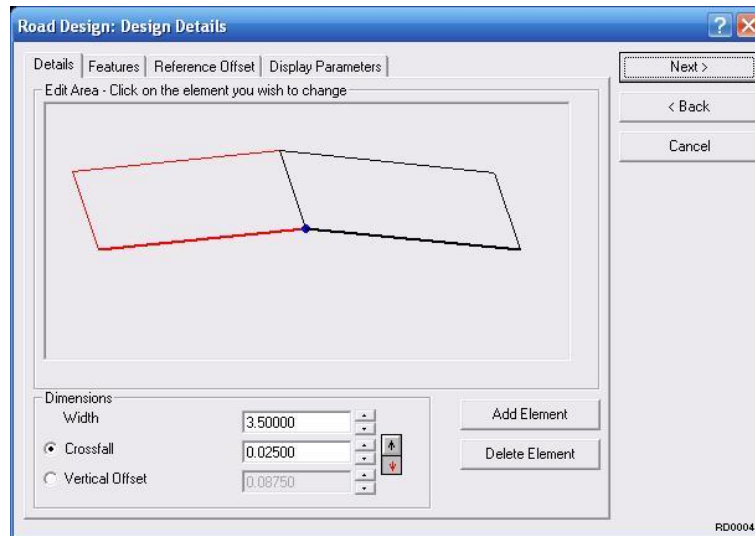 Road Design: Design Details
Details Features Reference Offset Display Parameters
Next >
Edit Area - Click on the element you wish to change
< Back
Cancel
Dimensions
Width 3.50000
Add Element
Crossfall 0.02500
Delete Element
Vertical Offset 0.08750
RD0004